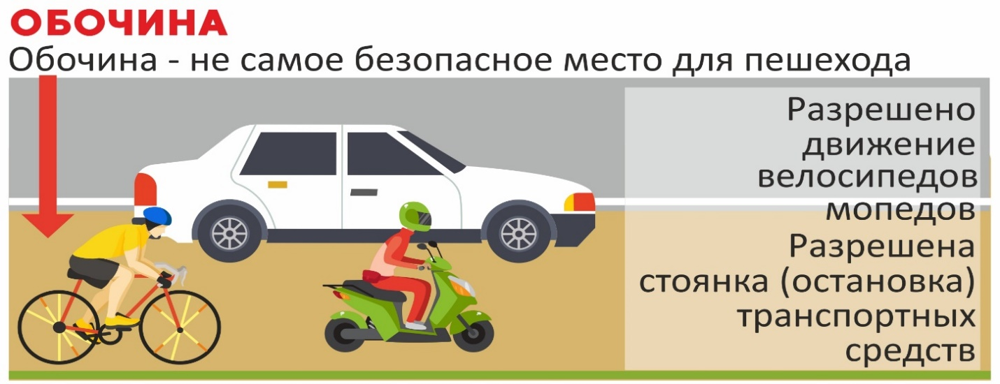 ОБОЧИНА
Обочина - не самое безопасное место для пешехода
Разрешено
движение
велосипедов
мопедов
Разрешена
стоянка (остановка)
транспортных
средств